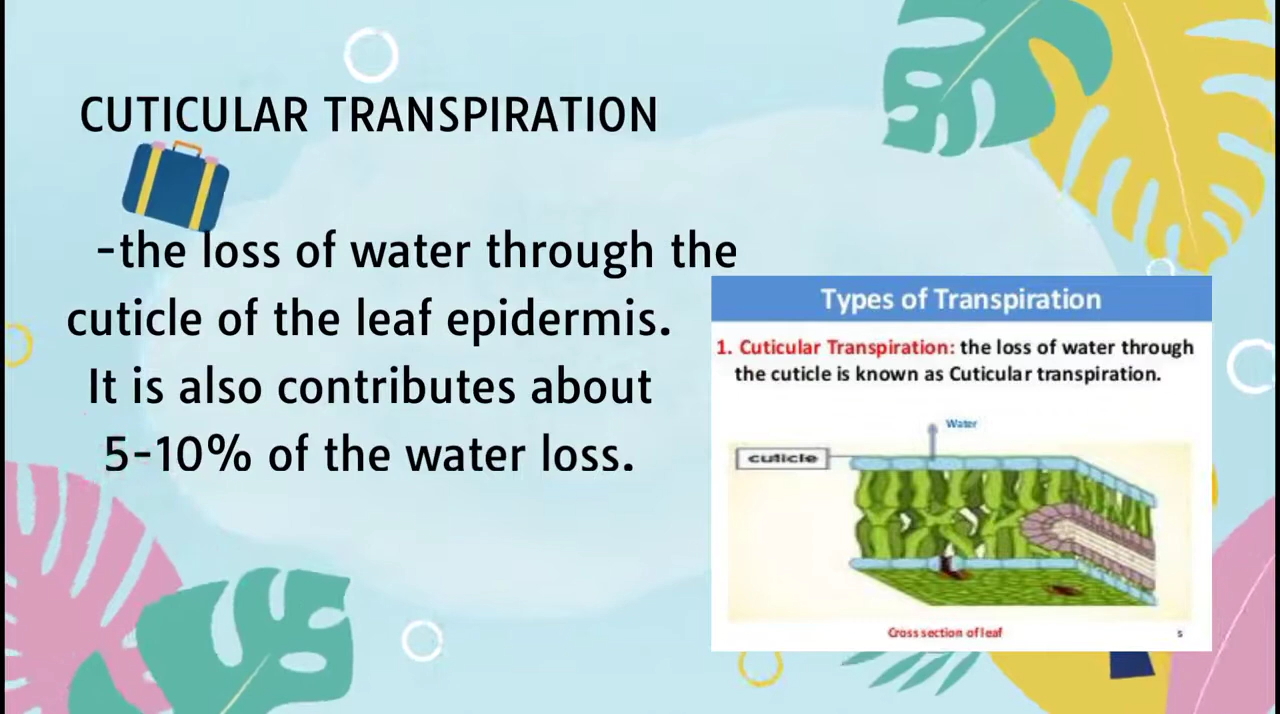 CUTICULAR TRANSPIRATION
-the loss of water through the
cuticle of the leaf epidermis.
It is also contributes about
5-10% of the water loss.
Types of Transpiration
1. Cuticular Transpiration: the loss of water through
the cuticle is known as Cuticular transpiration.
Water
cuticle
Cross section of leaf
5